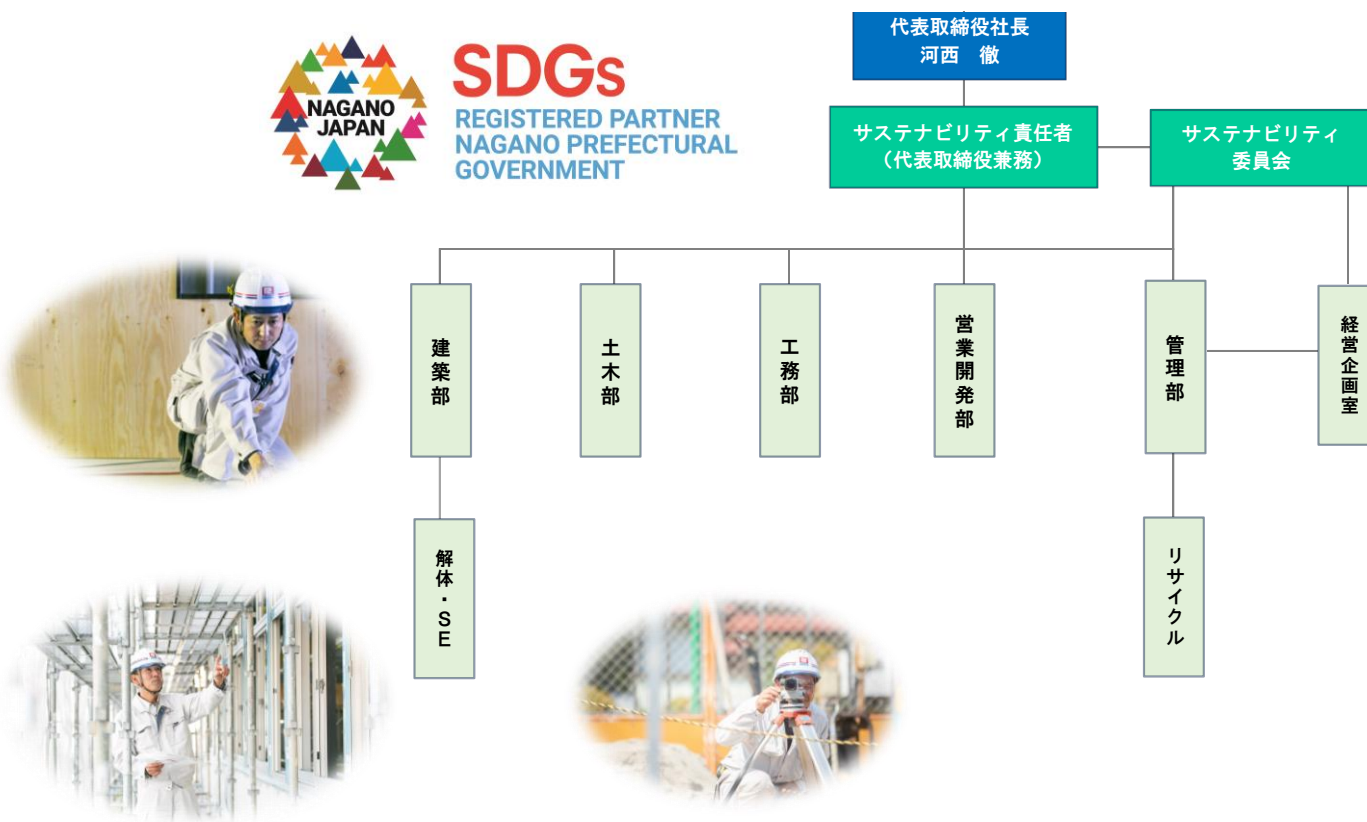 代表取締役社長
河西　徹
NAGANO
JAPAN
SDGs
REGISTERED PARTNER
NAGANO PREFECTURAL
GOVERNMENT
サステナビリティ責任者
（代表取締役兼務）
サステナビリティ
委員会
建築部
土木部
工務部
営業開発部
管理部
経営企画室
解体・SE
リサイクル